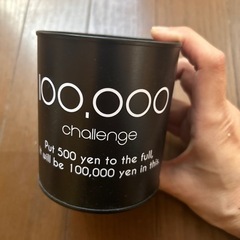 100,000
challenge
Put 500 yen to the full,
it will be 100,000 yen in this.